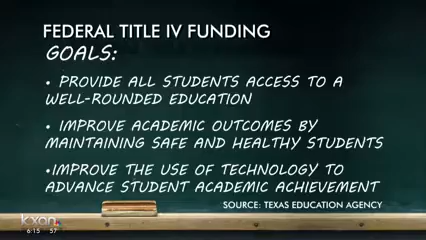 FEDERAL TITLE IV FUNDING
GOALS:
• PROVIDE ALL STUDENTS ACCESS TO A
WELL-ROUNDED EDUCATION
• IMPROVE ACADEMIC OUTCOMES BY
MAINTAINING SAFE AND HEALTHY STUDENTS
•IMPROVE THE USE OF TECHNOLOGY TO
ADVANCE STUDENT ACADEMIC ACHIEVEMENT
SOURCE: TEXAS EDUCATION AGENCY
kxan
6:15 57